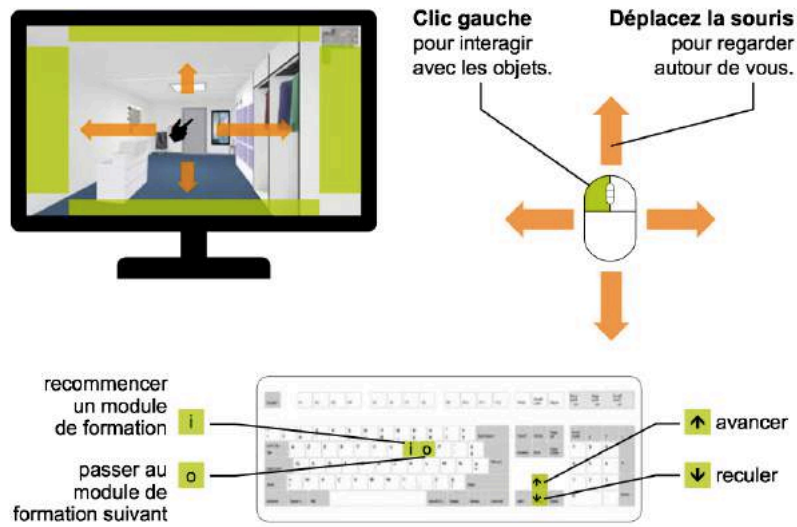 Clic gauche
pour interagir
avec les objets.
Déplacez la souris
pour regarder
autour de vous.
recommencer
un module
de formation
i
passer au
module de
formation suivant
o
i o
↑
↓
↑ avancer
↓ reculer